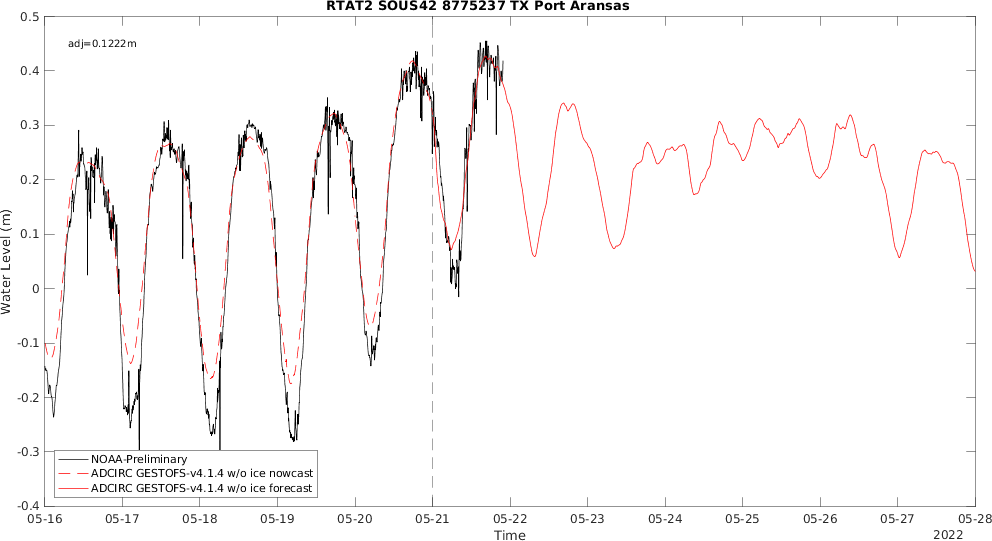 RTAT2 SOUS42 8775237 TX Port Aransas
adj=0.1222m
0.5
0.4
0.3
0.2
0.1
0
-0.1
-0.2
-0.3
-0.4
Water Level (m)
NOAA-Preliminary
ADCIRC GESTOFS-v4.1.4 w/o ice nowcast
ADCIRC GESTOFS-v4.1.4 w/o ice forecast
05-16 05-17 05-18 05-19 05-20 05-21 05-22 05-23 05-24 05-25 05-26 05-27 05-28
Time
2022